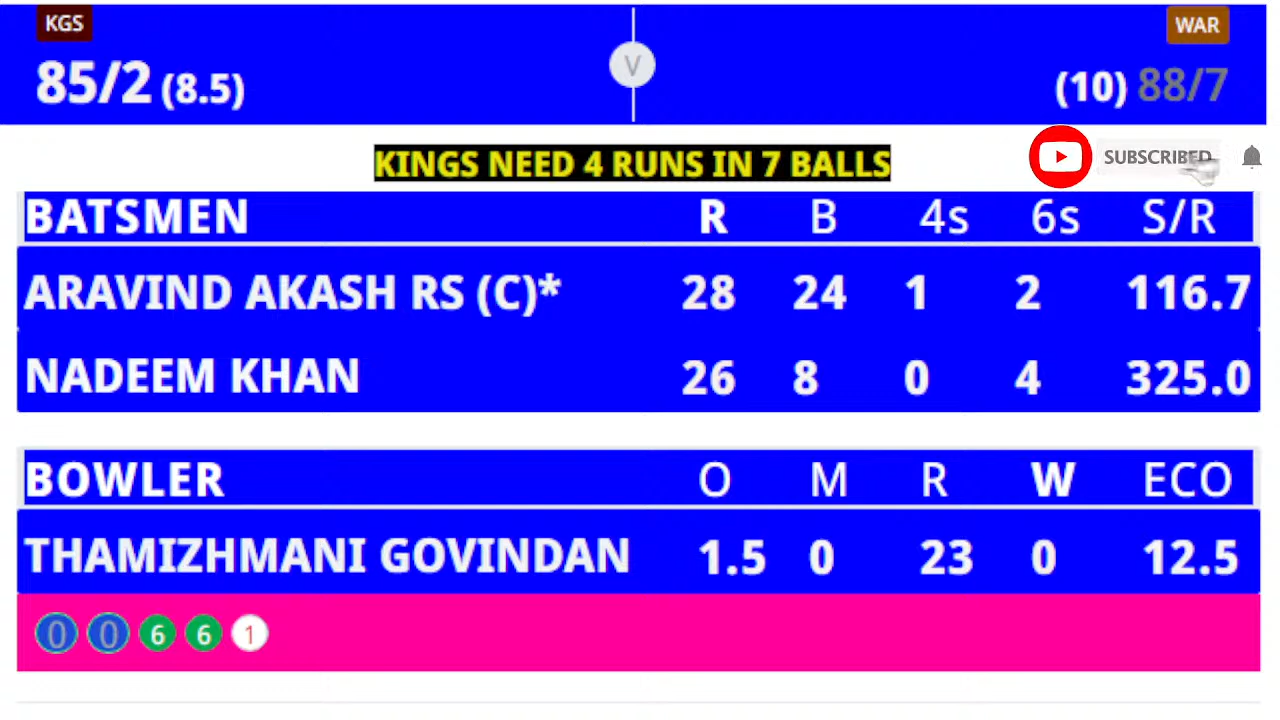 KGS WAR
85/2 (8.5) V (10) 88/7
KINGS NEED 4 RUNS IN 7 BALLS SUBSCRIBED
BATSMEN R B 4s 6s S/R
ARAVIND AKASH RS (C)* 28 24 1 2 116.7
NADEEM KHAN 26 8 0 4 325.0
BOWLER O M R W ECO
THAMIZHMANI GOVINDAN 1.5 0 23 0 12.5
0 0 6 6 1